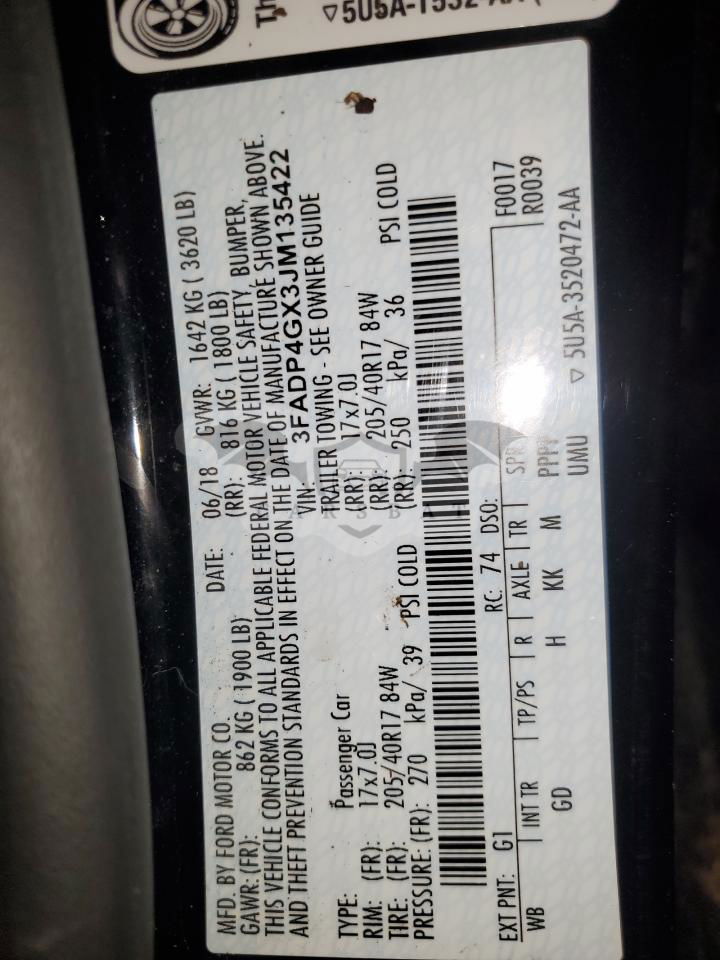 5U5A-1532-AA
MFD. BY FORD MOTOR CO. DATE: 06/18 GVWR: 1642 KG ( 3620 LB)
GAWR: (FR): 862 KG ( 1900 LB) (RR): 816 KG ( 1800 LB)
THIS VEHICLE CONFORMS TO ALL APPLICABLE FEDERAL MOTOR VEHICLE SAFETY, BUMPER,
AND THEFT PREVENTION STANDARDS IN EFFECT ON THE DATE OF MANUFACTURE SHOWN ABOVE.
VIN: 3FADP4GX3JM135422
TYPE: Passenger Car TRAILER TOWING - SEE OWNER GUIDE
RIM: (FR): 17x7.0J (RR): 17x7.0J
TIRE: (FR): 205/40R17 84W (RR): 205/40R17 84W
PRESSURE: (FR): 270 kPa/ 39 PSI COLD (RR): 250 kPa/ 36 PSI COLD
EXT PNT: G1 RC: 74 DSO: F0017
WB INT TR TP/PS R AXLE TR SPR R0039
GD H KK M PPPP
UMU ▽ 5U5A-3520472-AA